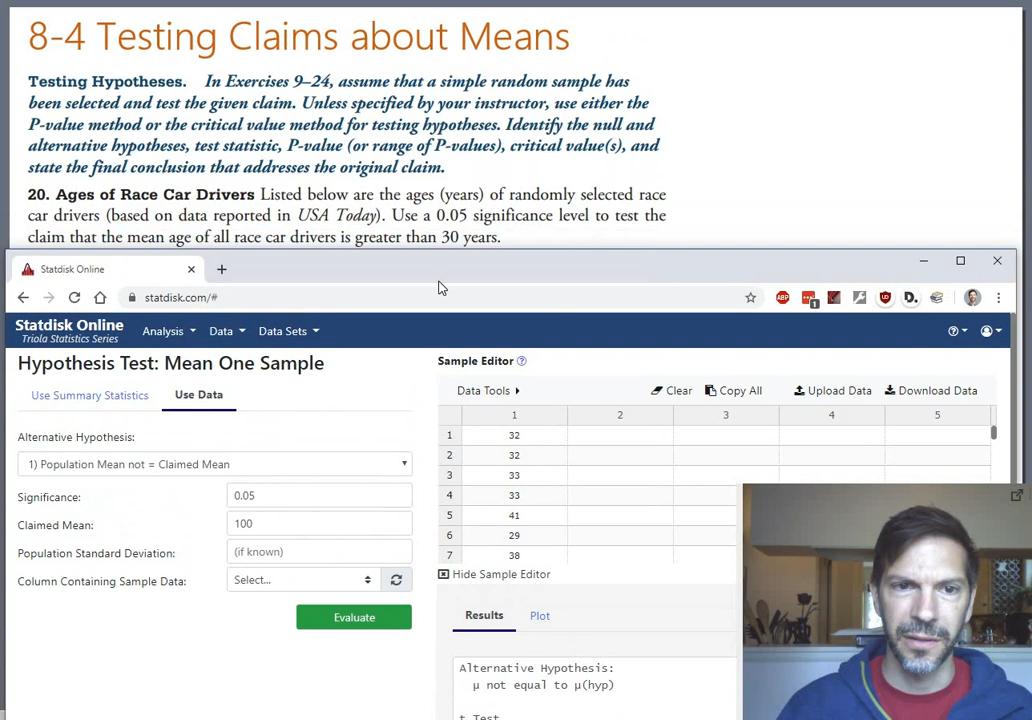 8-4 Testing Claims about Means
Testing Hypotheses. In Exercises 9–24, assume that a simple random sample has
been selected and test the given claim. Unless specified by your instructor, use either the
P-value method or the critical value method for testing hypotheses. Identify the null and
alternative hypotheses, test statistic, P-value (or range of P-values), critical value(s), and
state the final conclusion that addresses the original claim.
20. Ages of Race Car Drivers Listed below are the ages (years) of randomly selected race
car drivers (based on data reported in USA Today). Use a 0.05 significance level to test the
claim that the mean age of all race car drivers is greater than 30 years.
Statdisk Online
statdisk.com/#
ABP
1
D.
Statdisk Online
Triola Statistics Series
Analysis
Data
Data Sets
Hypothesis Test: Mean One Sample
Use Summary Statistics
Use Data
Alternative Hypothesis:
1) Population Mean not = Claimed Mean
Significance:
0.05
Claimed Mean:
100
Population Standard Deviation:
(if known)
Column Containing Sample Data:
Select...
Evaluate
Sample Editor
Data Tools
Clear
Copy All
Upload Data
Download Data
1 2 3 4 5
1 32
2 32
3 33
4 33
5 41
6 29
7 38
Hide Sample Editor
Results
Plot
Alternative Hypothesis:
μ not equal to μ(hyp)
t Test